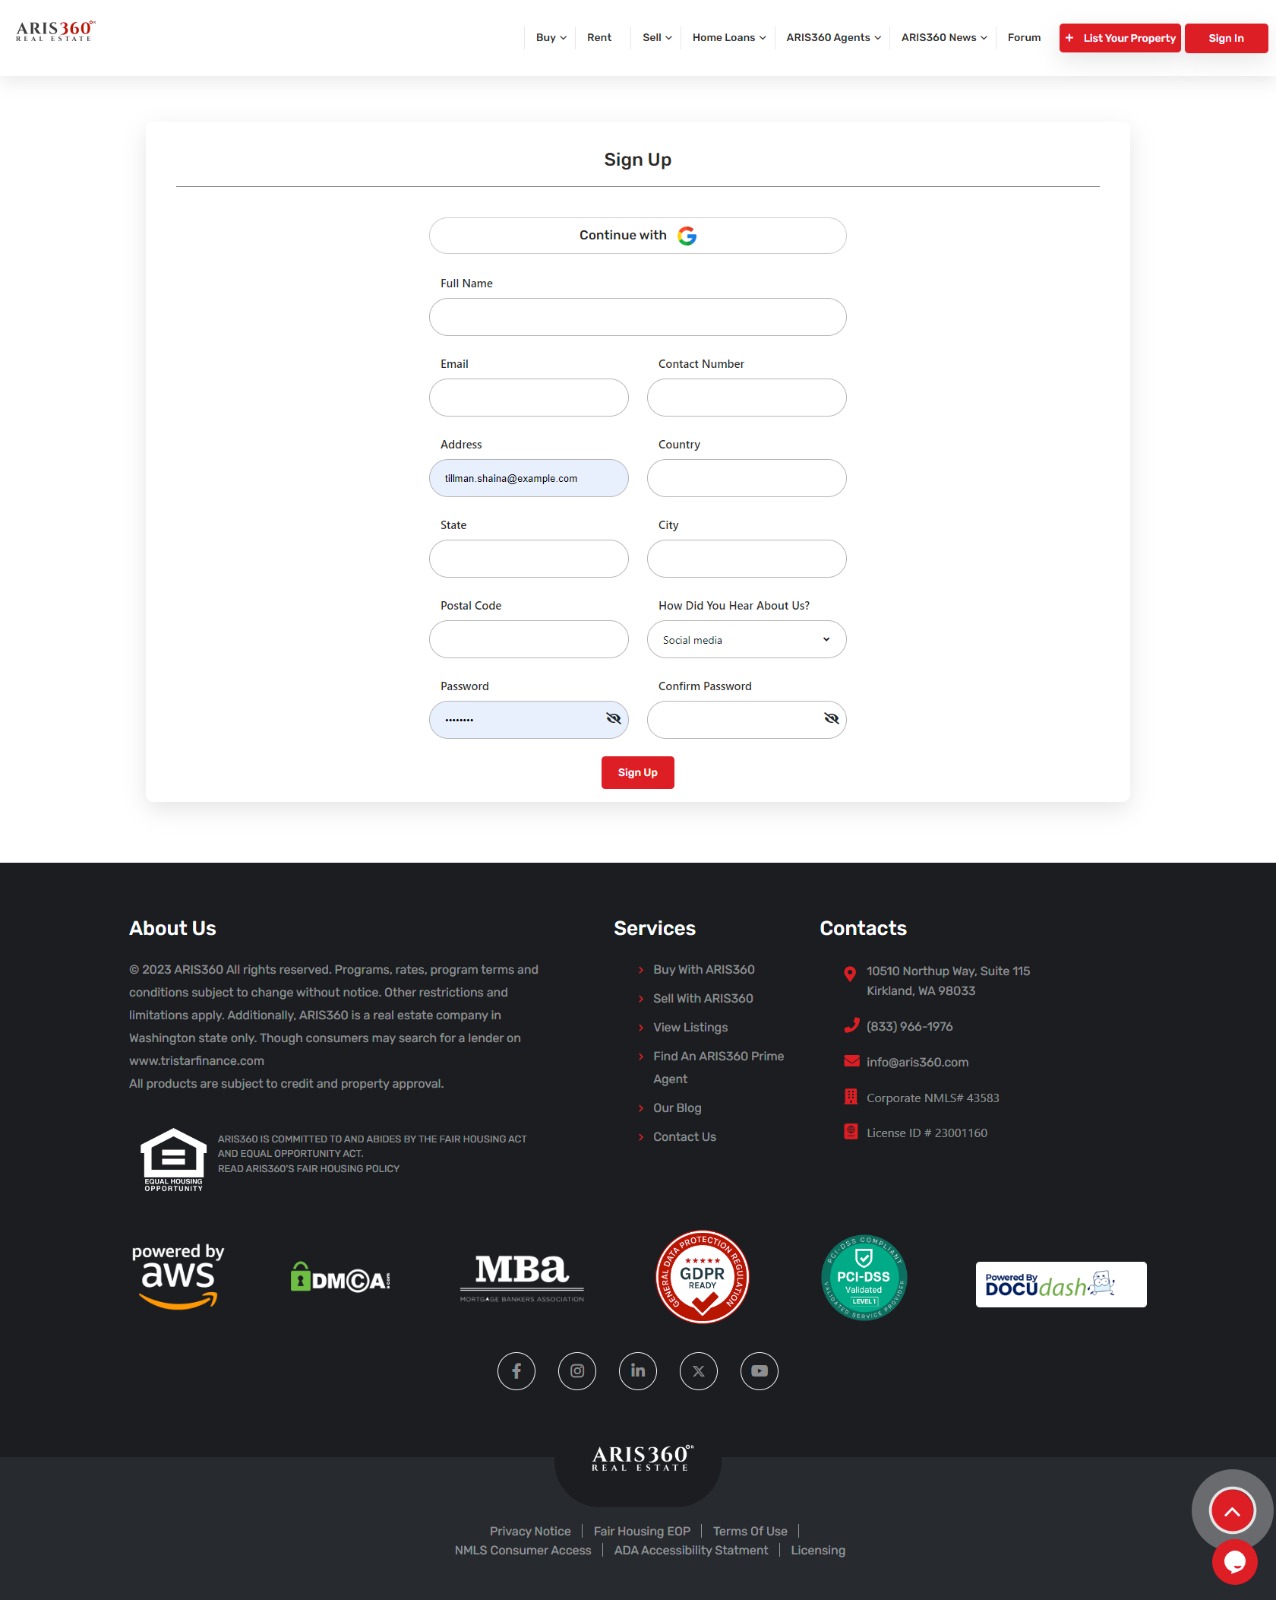 ARIS360
REAL ESTATE
Buy
Rent
Sell
Home Loans
ARIS360 Agents
ARIS360 News
Forum
+ List Your Property
Sign In
Sign Up
Continue with
Full Name
Email
Contact Number
Address
Country
tillman.shaina@example.com
State
City
Postal Code
How Did You Hear About Us?
Social media
Password
Confirm Password
••••••••
Sign Up
About Us
© 2023 ARIS360 All rights reserved. Programs, rates, program terms and
conditions subject to change without notice. Other restrictions and
limitations apply. Additionally, ARIS360 is a real estate company in
Washington state only. Though consumers may search for a lender on
www.tristarfinance.com
All products are subject to credit and property approval.
EQUAL HOUSING
OPPORTUNITY
ARIS360 IS COMMITTED TO AND ABIDES BY THE FAIR HOUSING ACT
AND EQUAL OPPORTUNITY ACT.
READ ARIS360'S FAIR HOUSING POLICY
Services
Buy With ARIS360
Sell With ARIS360
View Listings
Find An ARIS360 Prime
Agent
Our Blog
Contact Us
Contacts
10510 Northup Way, Suite 115
Kirkland, WA 98033
(833) 966-1976
info@aris360.com
Corporate NMLS# 43583
License ID # 23001160
powered by
aws
DMCA.com
MBa
MORTGAGE BANKERS ASSOCIATION
GENERAL DATA PROTECTION REGULATION
GDPR
READY
PCI-DSS COMPLIANT
PCI-DSS
Validated
LEVEL 1
VALIDATED SERVICE PROVIDER
Powered By
DOCUdash
ARIS360
REAL ESTATE
Privacy Notice
Fair Housing EOP
Terms Of Use
NMLS Consumer Access
ADA Accessibility Statment
Licensing